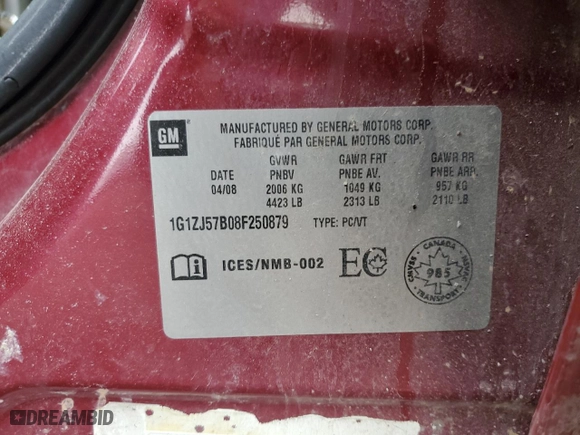 GM
MANUFACTURED BY GENERAL MOTORS CORP.
FABRIQUÉ PAR GENERAL MOTORS CORP.
GVWR GAWR FRT GAWR RR
DATE PNBV PNBE AV. PNBE ARR.
04/08 2006 KG 1049 KG 957 KG
4423 LB 2313 LB 2110 LB
1G1ZJ57B08F250879 TYPE: PC/VT
i ICES/NMB-002 EC
CANADA
985
TRANSPORT
DREAMBID